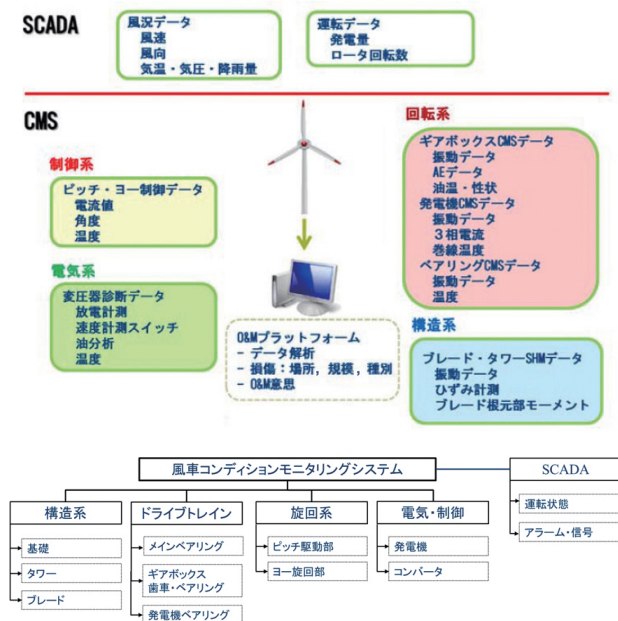 SCADA
風況データ
風速
風向
気温・気圧・降雨量
運転データ
発電量
ロータ回転数
CMS
制御系
ピッチ・ヨー制御データ
電流値
角度
温度
電気系
変圧器診断データ
放電計測
速度計測スイッチ
油分析
温度
O&Mプラットフォーム
- データ解析
- 損傷：場所，規模，種別
- O&M意思
回転系
ギアボックスCMSデータ
振動データ
AEデータ
油温・性状
発電機CMSデータ
振動データ
３相電流
巻線温度
ベアリングCMSデータ
振動データ
温度
構造系
ブレード・タワーSHMデータ
振動データ
ひずみ計測
ブレード根元部モーメント
風車コンディションモニタリングシステム
SCADA
運転状態
アラーム・信号
構造系
基礎
タワー
ブレード
ドライブトレイン
メインベアリング
ギアボックス
歯車・ベアリング
発電機ベアリング
旋回系
ピッチ駆動部
ヨー旋回部
電気・制御
発電機
コンバータ